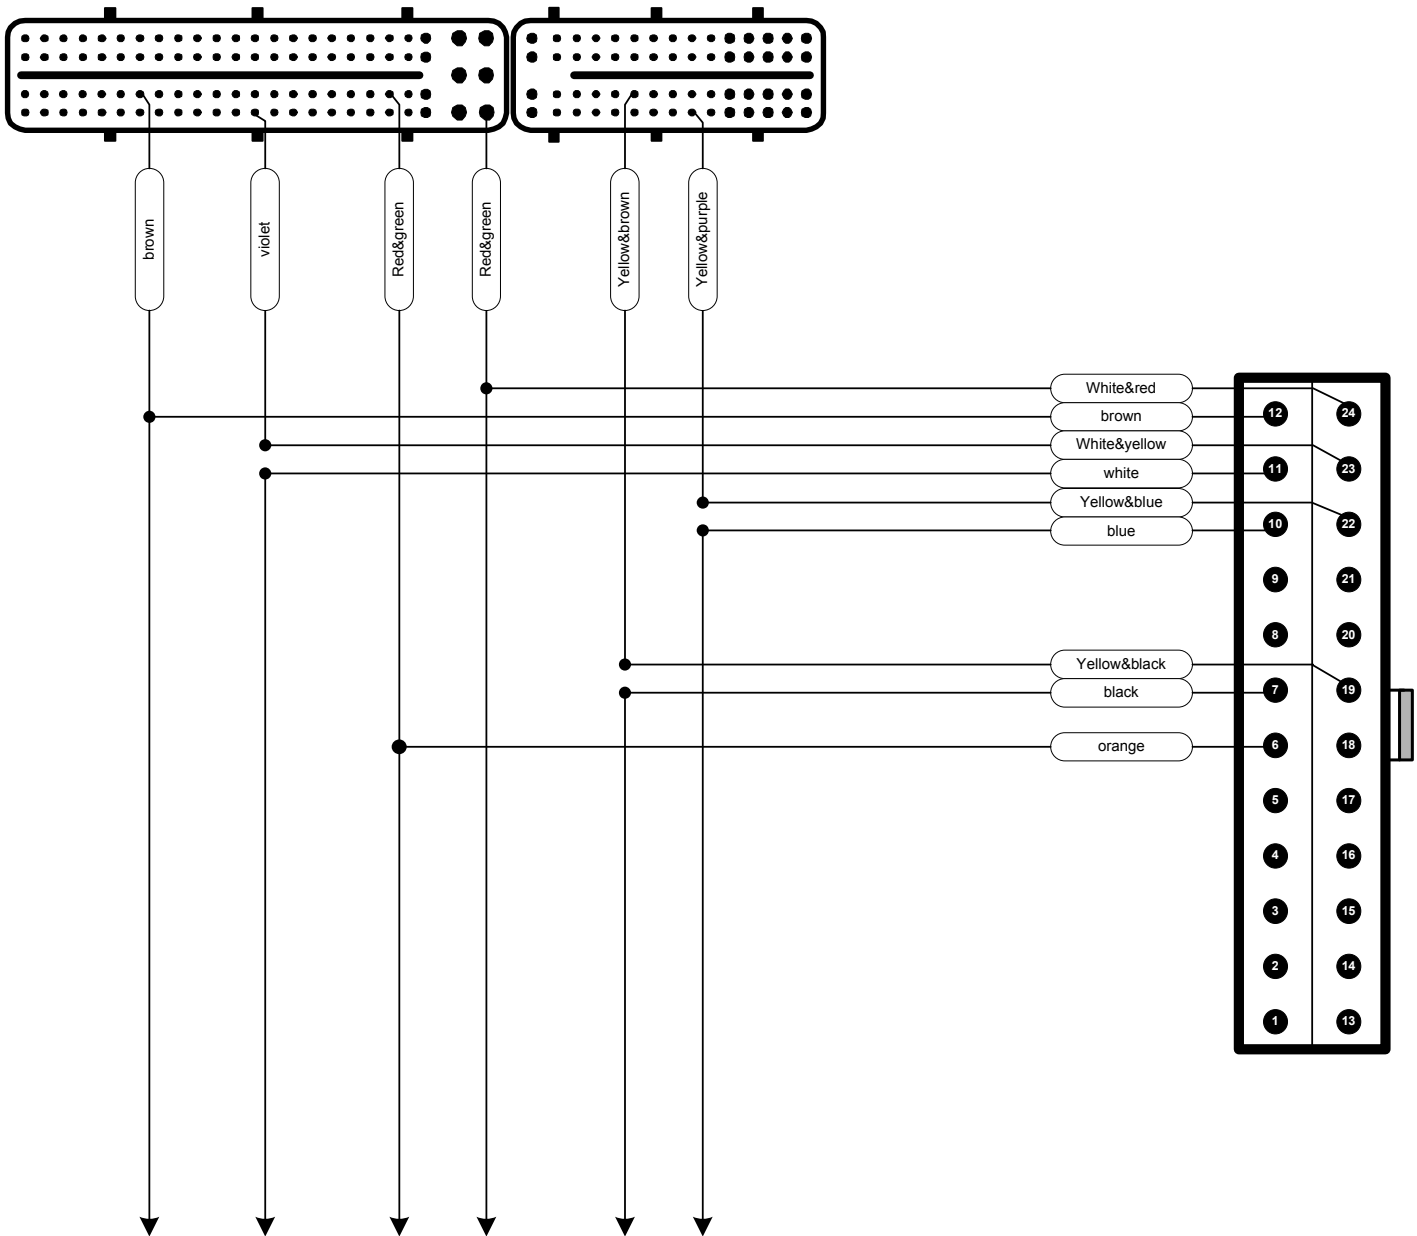 brown
violet
Red&green
Red&green
Yellow&brown
Yellow&purple
White&red
brown
White&yellow
white
Yellow&blue
blue
Yellow&black
black
orange
12 24
11 23
10 22
9 21
8 20
7 19
6 18
5 17
4 16
3 15
2 14
1 13